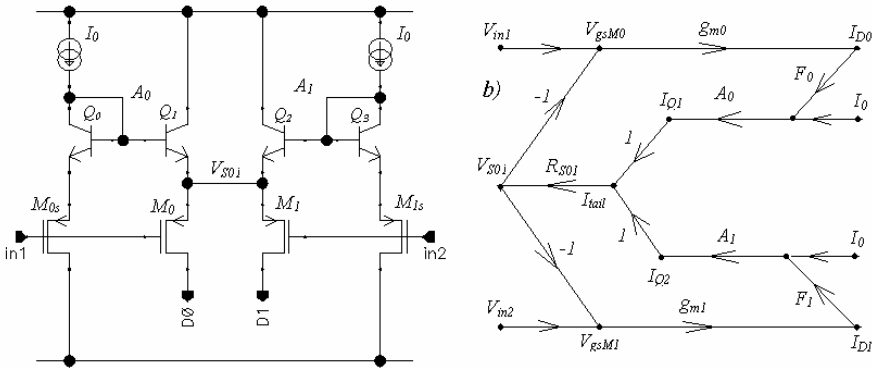 I0 I0
A0 A1
Q0 Q1 Q2 Q3
VS01
M0s M0 M1 M1s
in1 in2
D0 D1
b)
Vin1 VgsM0 gm0 ID0
F0
-1 IQ1 A0 I0
1
VS01 RS01 Itail
1
-1 IQ2 A1 I0
F1
Vin2 VgsM1 gm1 ID1